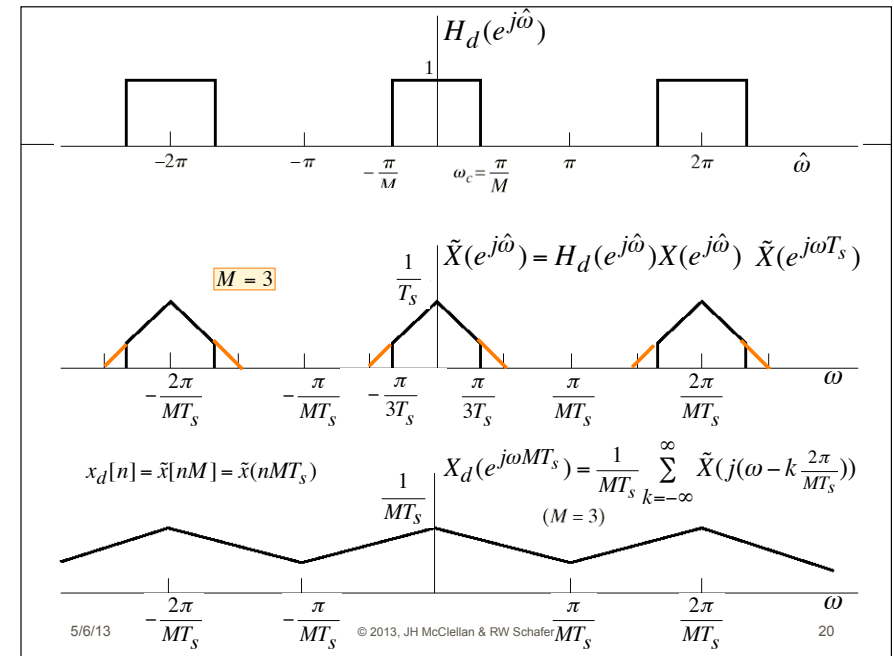 H_d(e^{jω̂})
1
−2π −π −π/M ω_c = π/M π 2π ω̂
M = 3
1/T_s
X̃(e^{jω̂}) = H_d(e^{jω̂})X(e^{jω̂}) X̃(e^{jωT_s})
−2π/MT_s −π/MT_s −π/3T_s π/3T_s π/MT_s 2π/MT_s ω
x_d[n] = x̃[nM] = x̃(nMT_s)
1/MT_s
X_d(e^{jωMT_s}) = 1/MT_s ∑_{k=−∞}^{∞} X̃(j(ω − k 2π/MT_s))
(M = 3)
−2π/MT_s −π/MT_s π/MT_s 2π/MT_s ω
5/6/13 © 2013, JH McClellan & RW Schafer 20